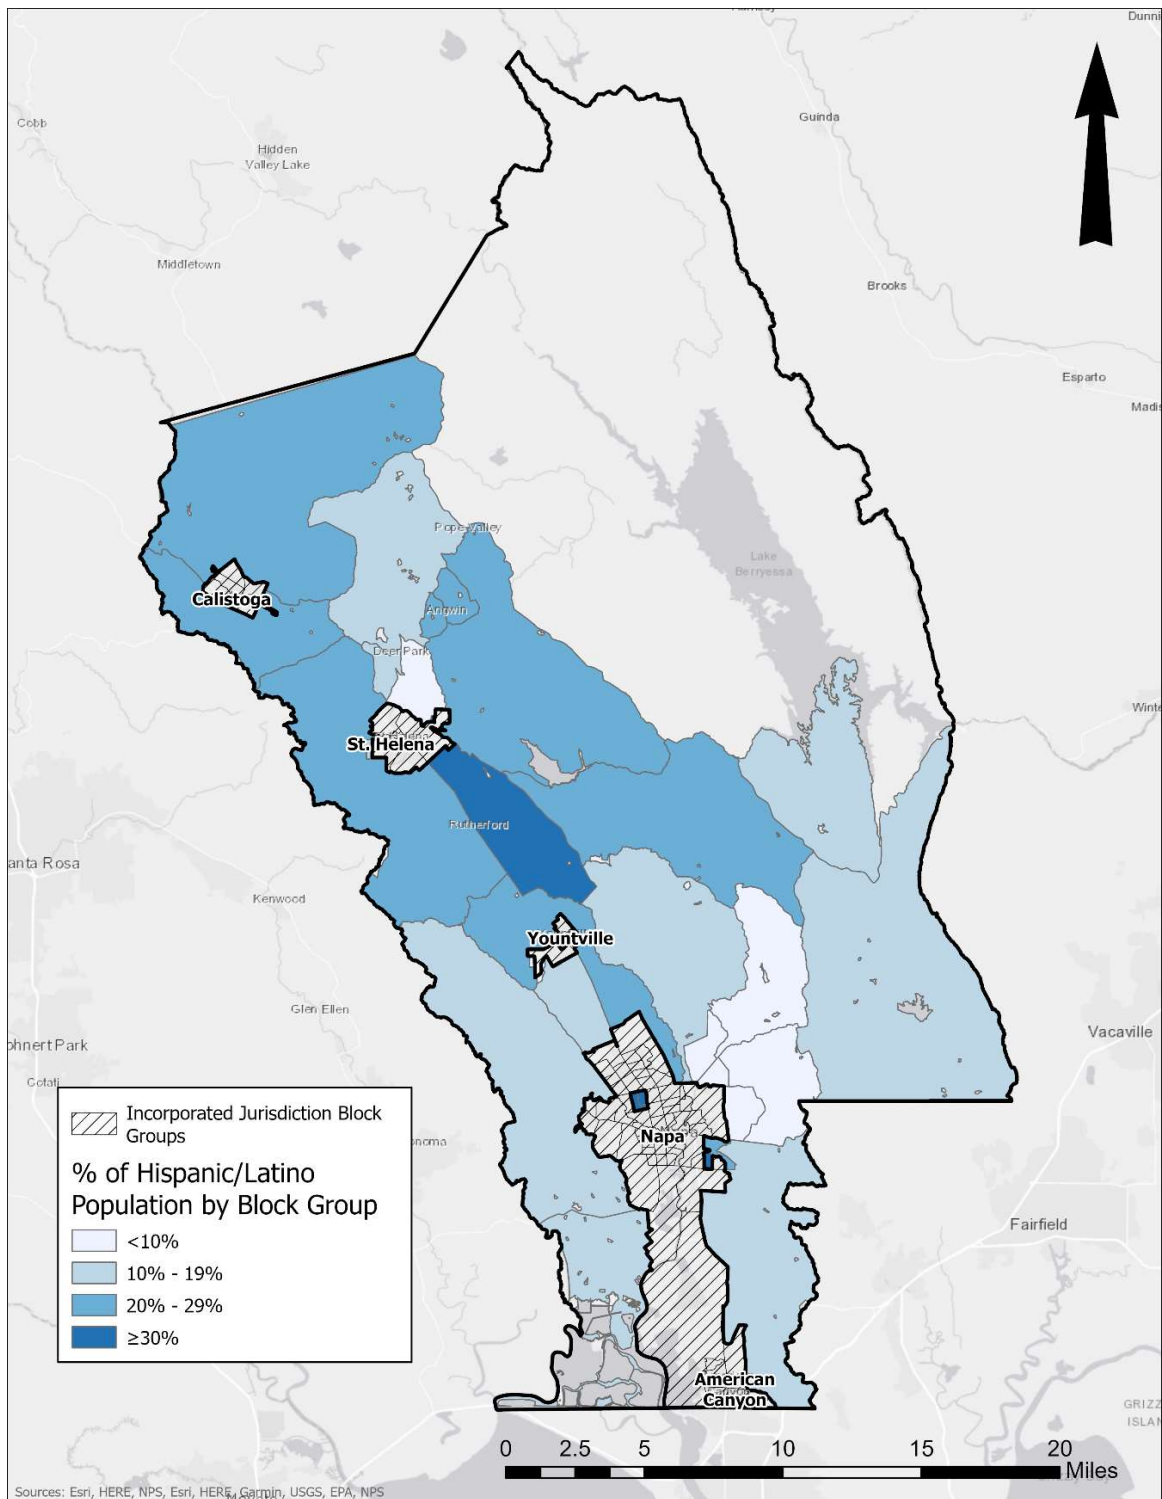 Dunni
Guinda
Cobb
Hidden
Valley Lake
Middletown
Brooks
Esparto
Madis
Pope Valley
Lake
Berryessa
Calistoga
Angwin
Deer Park
Winte
St. Helena
Rutherford
anta Rosa
Kenwood
Yountville
Glen Ellen
Vacaville
ohnert Park
Cotati
Incorporated Jurisdiction Block
Groups
Napa
onoma
% of Hispanic/Latino
Population by Block Group
Fairfield
<10%
10% - 19%
20% - 29%
≥30%
American
Canyon
GRIZZ
ISLAN
0 2.5 5 10 15 20
Miles
Sources: Esri, HERE, NPS, Esri, HERE, Garmin, USGS, EPA, NPS